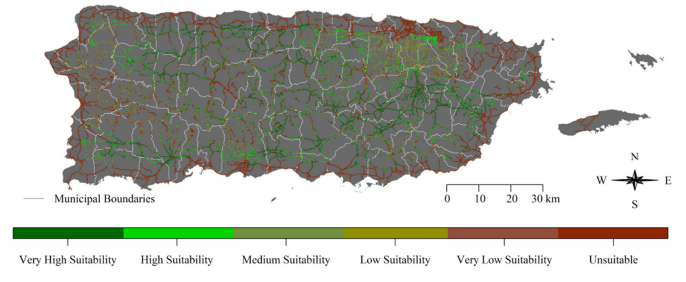 N
W E
S
Municipal Boundaries
0 10 20 30 km
Very High Suitability High Suitability Medium Suitability Low Suitability Very Low Suitability Unsuitable